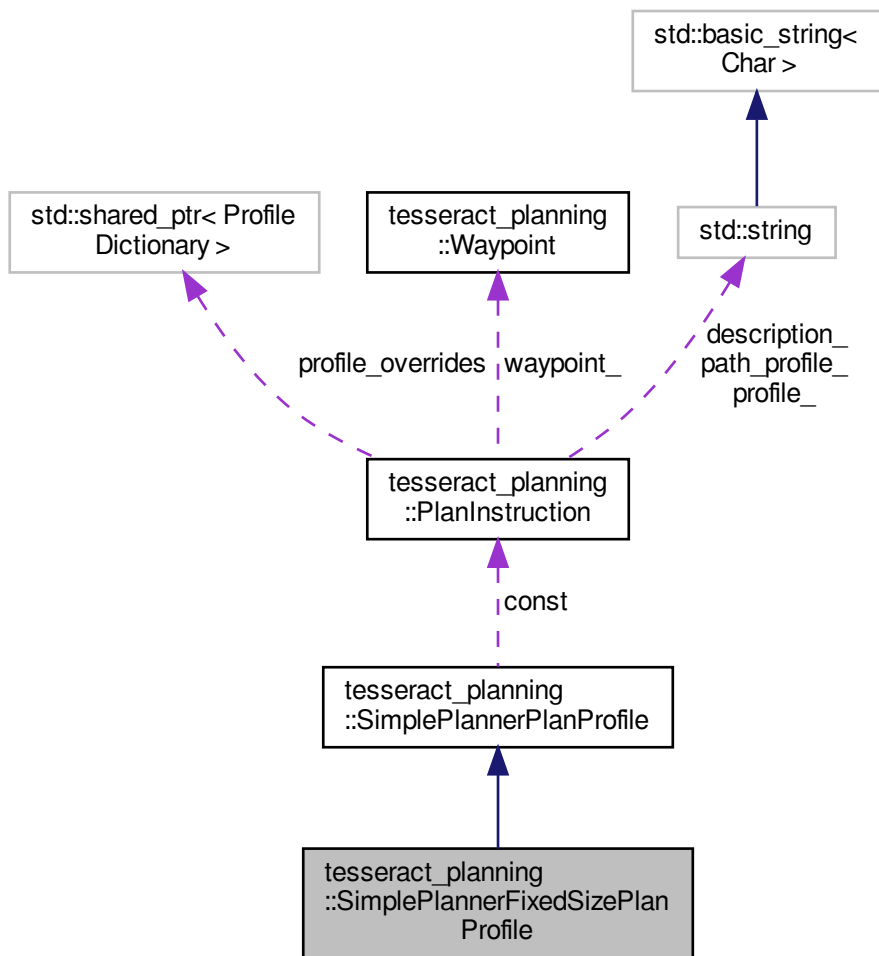 std::basic_string<
Char >
std::shared_ptr< Profile
Dictionary >
tesseract_planning
::Waypoint
std::string
profile_overrides
waypoint_
description_
path_profile_
profile_
tesseract_planning
::PlanInstruction
const
tesseract_planning
::SimplePlannerPlanProfile
tesseract_planning
::SimplePlannerFixedSizePlan
Profile